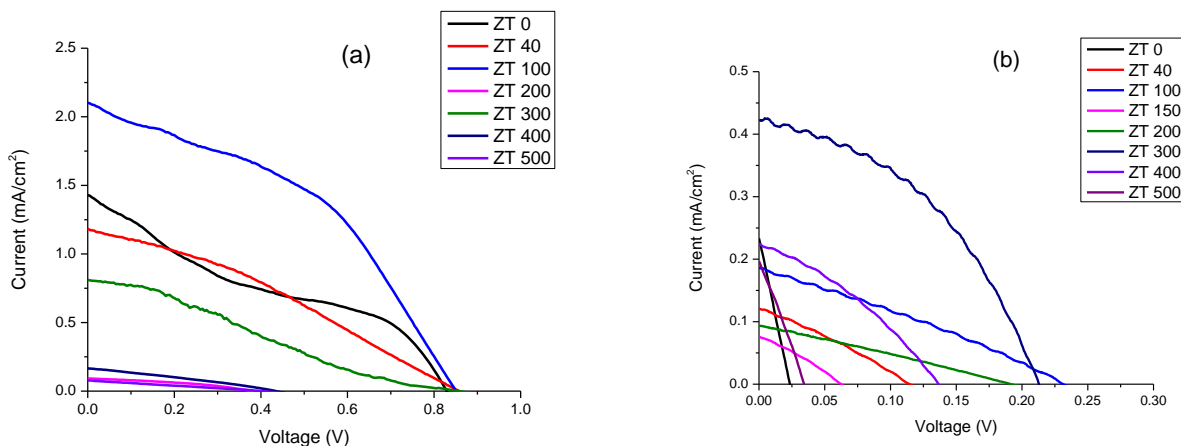 (a)
ZT 0
ZT 40
ZT 100
ZT 200
ZT 300
ZT 400
ZT 500
2.5
2.0
1.5
1.0
0.5
0.0
Current (mA/cm²)
0.0 0.2 0.4 0.6 0.8 1.0
Voltage (V)
(b)
ZT 0
ZT 40
ZT 100
ZT 150
ZT 200
ZT 300
ZT 400
ZT 500
0.5
0.4
0.3
0.2
0.1
0.0
Current (mA/cm²)
0.00 0.05 0.10 0.15 0.20 0.25 0.30
Voltage (V)